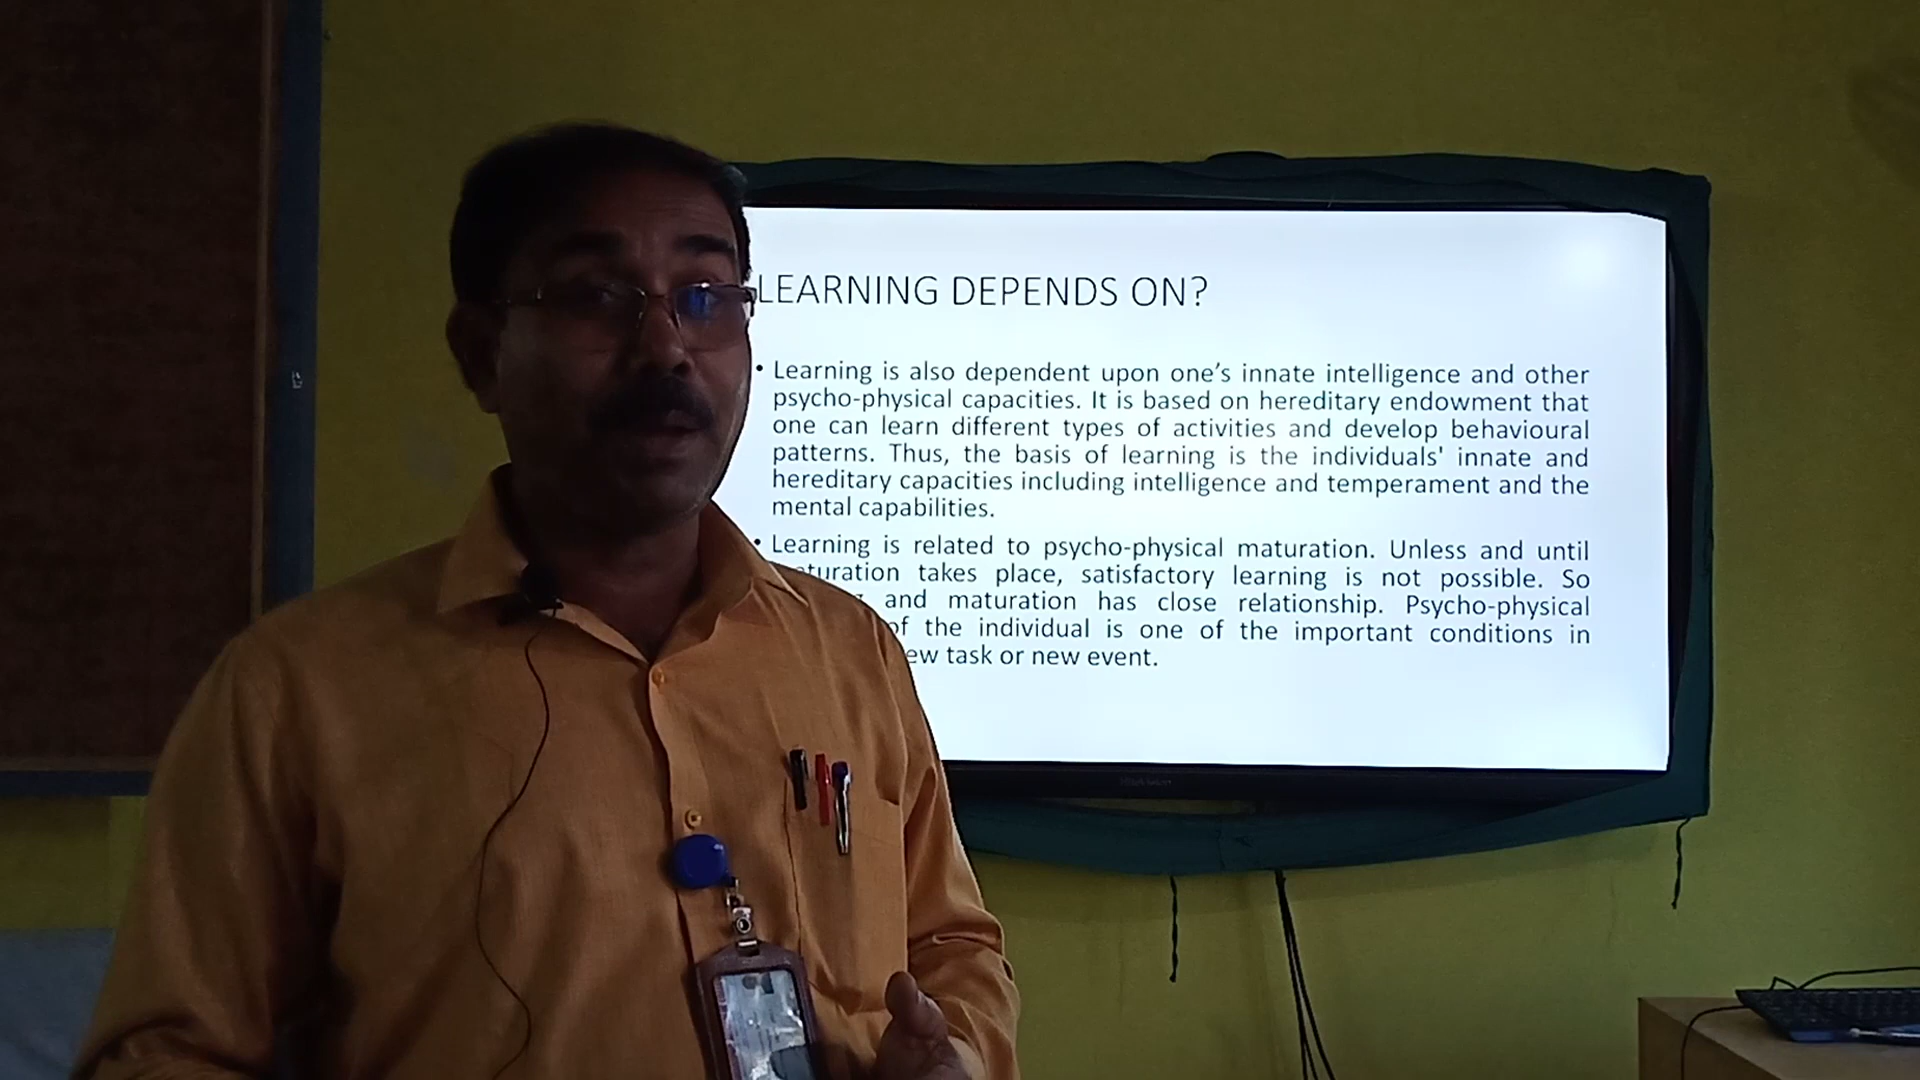 LEARNING DEPENDS ON?
• Learning is also dependent upon one's innate intelligence and other
psycho-physical capacities. It is based on hereditary endowment that
one can learn different types of activities and develop behavioural
patterns. Thus, the basis of learning is the individuals' innate and
hereditary capacities including intelligence and temperament and the
mental capabilities.
• Learning is related to psycho-physical maturation. Unless and until
takes place, satisfactory learning is not possible. So
and maturation has close relationship. Psycho-physical
of the individual is one of the important conditions in
task or new event.